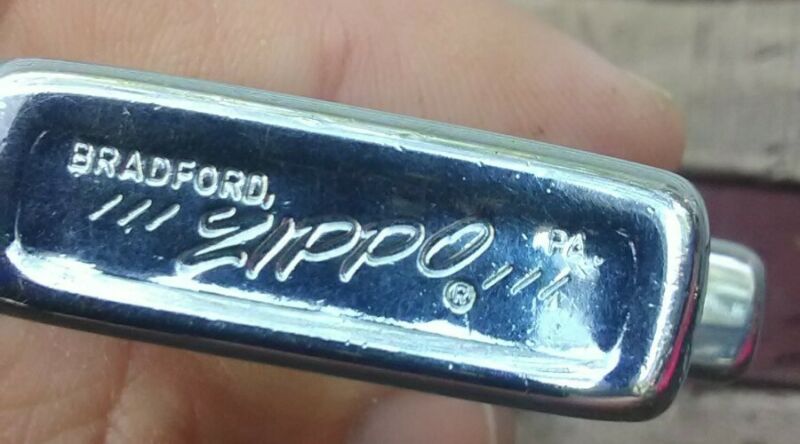 BRADFORD, PA.
/// ZIPPO ///
®